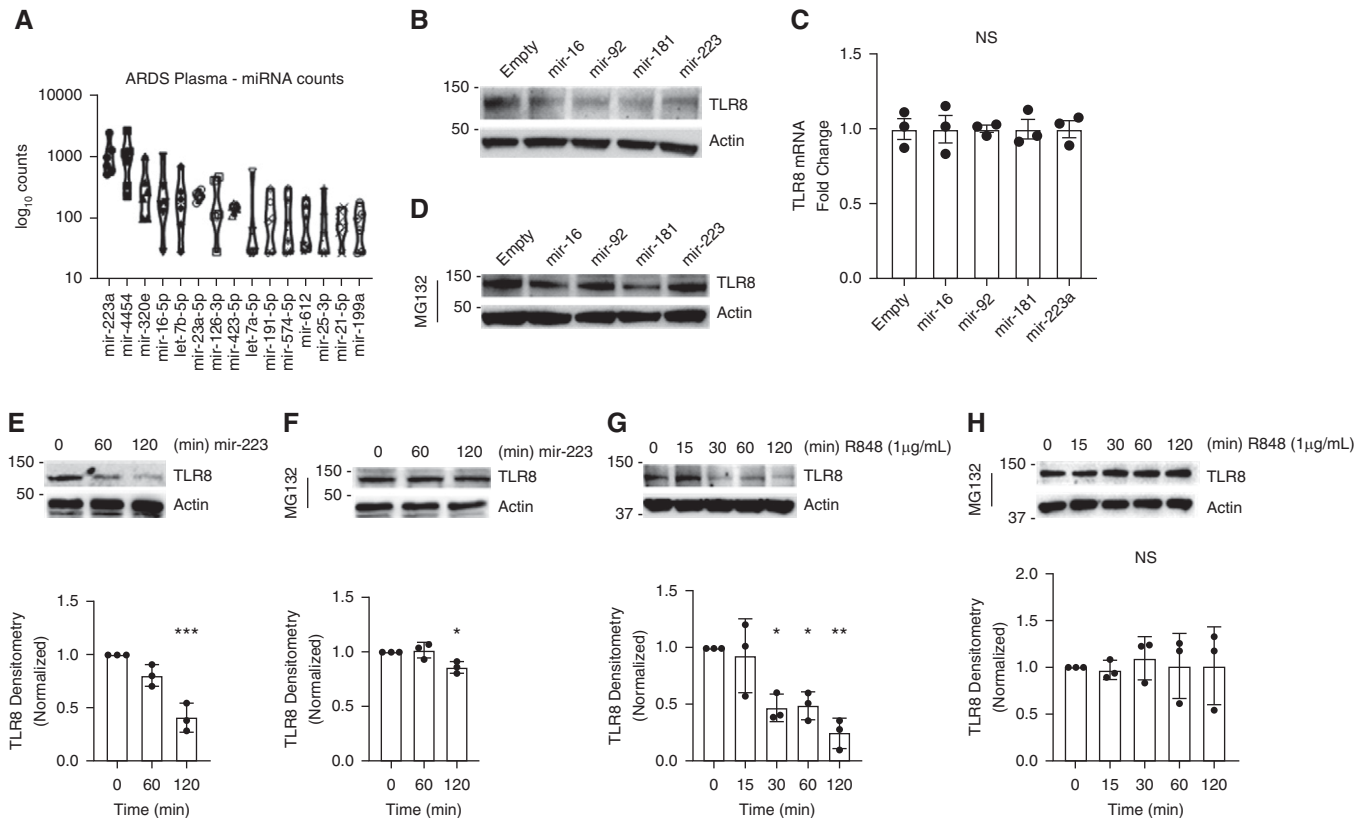 A
ARDS Plasma - miRNA counts
log10 counts
10000
1000
100
10
mir-223a
mir-4454
mir-320e
mir-16-5p
let-7b-5p
mir-23a-5p
mir-126-3p
mir-423-5p
let-7a-5p
mir-191-5p
mir-574-5p
mir-612
mir-25-3p
mir-21-5p
mir-199a
B
Empty mir-16 mir-92 mir-181 mir-223
150 -
TLR8
50 -
Actin
C
NS
TLR8 mRNA
Fold Change
1.5
1.0
0.5
0.0
Empty mir-16 mir-92 mir-181 mir-223a
D
Empty mir-16 mir-92 mir-181 mir-223
MG132
150 -
TLR8
50 -
Actin
E
0 60 120 (min) mir-223
150 -
TLR8
50 -
Actin
TLR8 Densitometry
(Normalized)
1.5
1.0
0.5
0.0
***
0 60 120
Time (min)
F
0 60 120 (min) mir-223
MG132
150 -
TLR8
50 -
Actin
TLR8 Densitometry
(Normalized)
1.5
1.0
0.5
0.0
*
0 60 120
Time (min)
G
0 15 30 60 120 (min) R848 (1μg/mL)
150 -
TLR8
Actin
37 -
TLR8 Densitometry
(Normalized)
1.5
1.0
0.5
0.0
* * **
0 15 30 60 120
Time (min)
H
0 15 30 60 120 (min) R848 (1μg/mL)
MG132
150 -
TLR8
Actin
37 -
NS
TLR8 Densitometry
(Normalized)
2.0
1.5
1.0
0.5
0.0
0 15 30 60 120
Time (min)